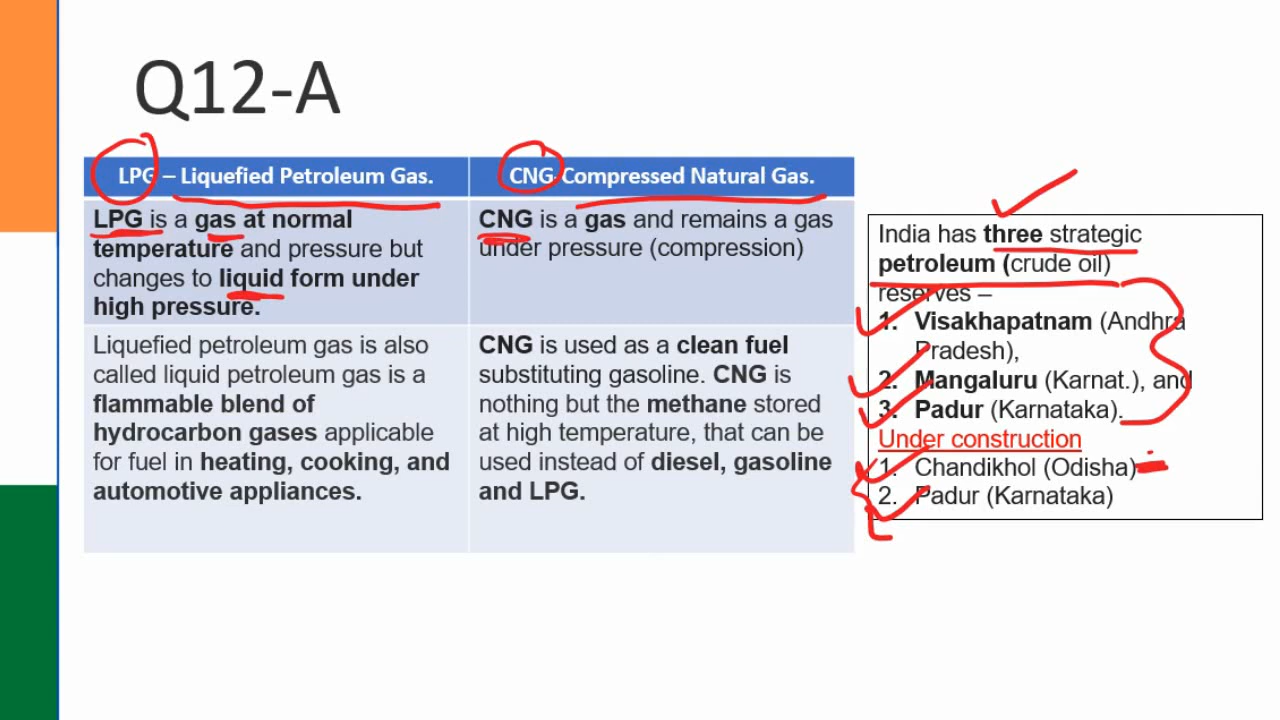 Q12-A
LPG – Liquefied Petroleum Gas.
CNG-Compressed Natural Gas.
LPG is a gas at normal
temperature and pressure but
changes to liquid form under
high pressure.
CNG is a gas and remains a gas
under pressure (compression)
Liquefied petroleum gas is also
called liquid petroleum gas is a
flammable blend of
hydrocarbon gases applicable
for fuel in heating, cooking, and
automotive appliances.
CNG is used as a clean fuel
substituting gasoline. CNG is
nothing but the methane stored
at high temperature, that can be
used instead of diesel, gasoline
and LPG.
India has three strategic
petroleum (crude oil)
reserves –
1. Visakhapatnam (Andhra
Pradesh),
2. Mangaluru (Karnat.), and
3. Padur (Karnataka).
Under construction
1. Chandikhol (Odisha)
2. Padur (Karnataka)